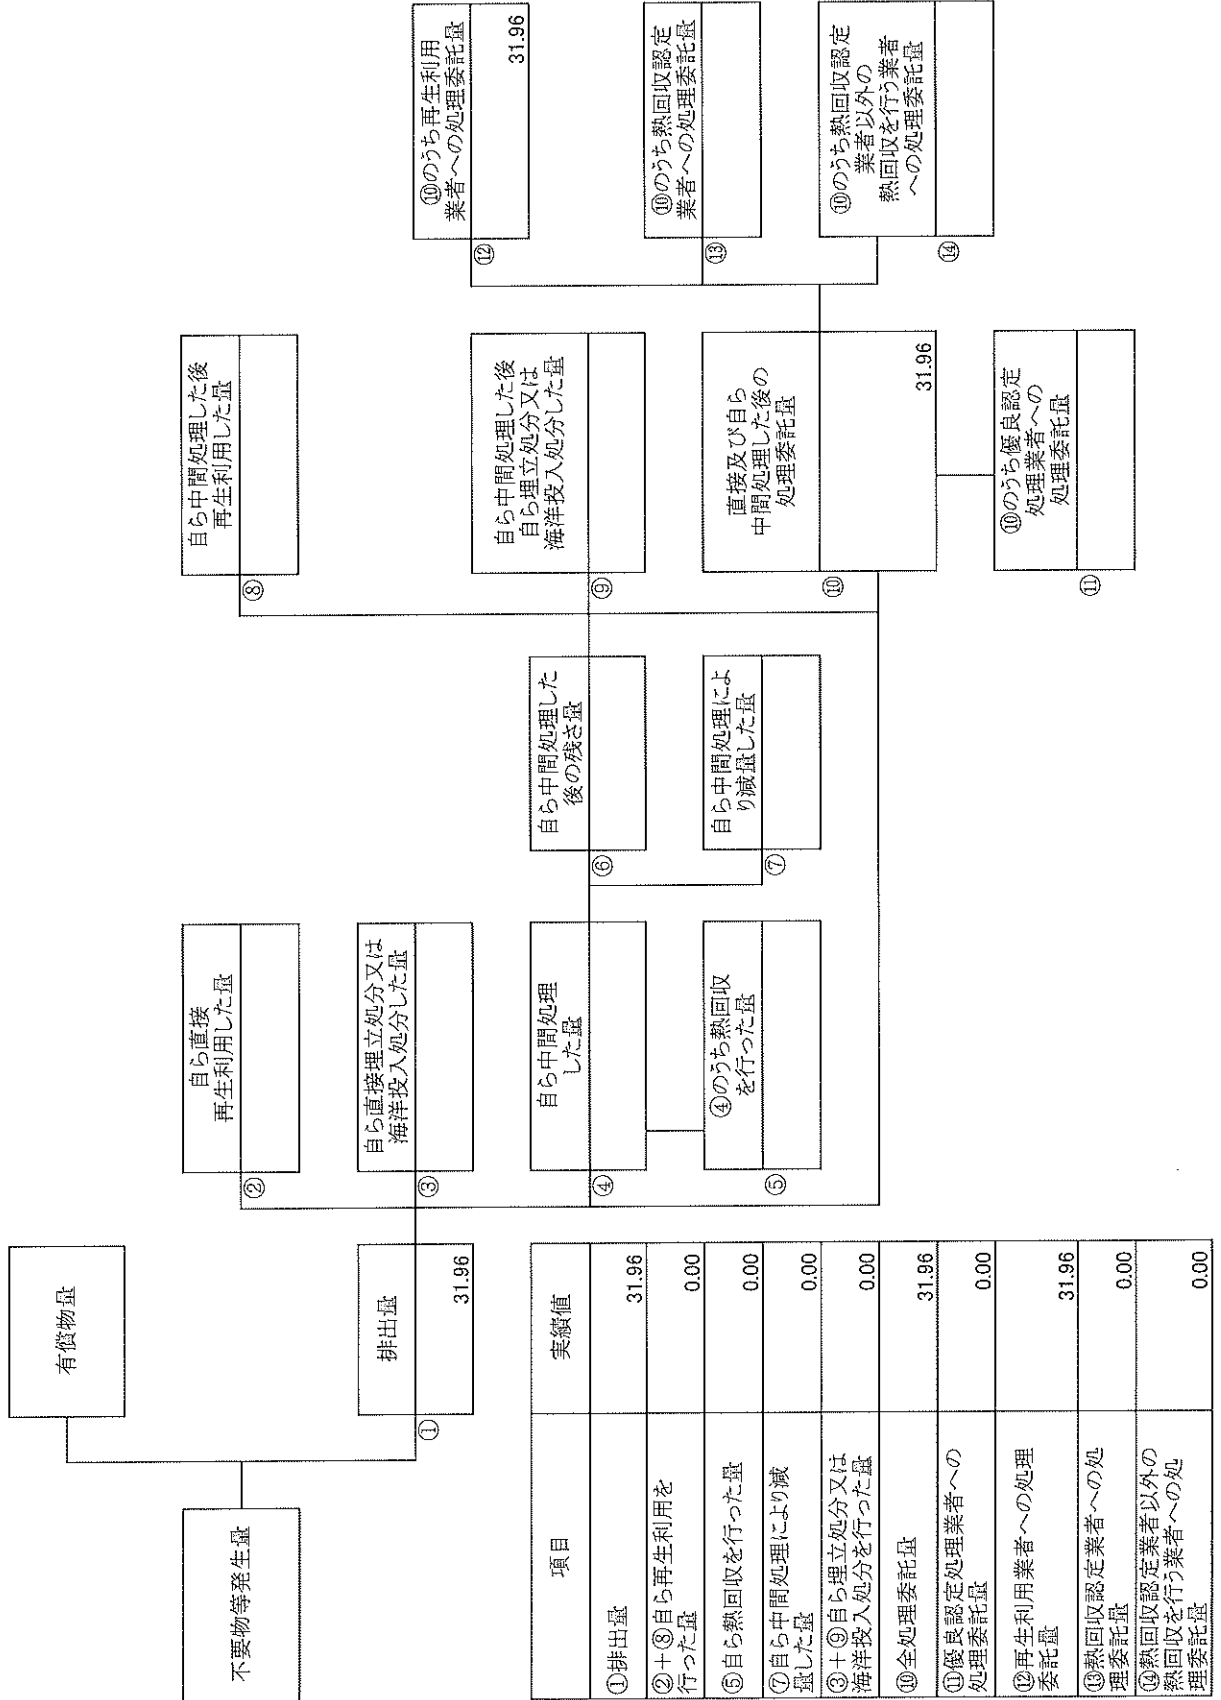 不要物等発生量
有償物量
①
排出量
31.96
②
自ら直接
再生利用した量
③
自ら直接埋立処分又は
海洋投入処分した量
④
自ら中間処理
した量
⑤
④のうち熱回収
を行った量
⑥
自ら中間処理した
後の残さ量
⑦
自ら中間処理によ
り減量した量
⑧
自ら中間処理した後
再生利用した量
⑨
自ら中間処理した後
自ら埋立処分又は
海洋投入処分した量
⑩
直接及び自ら
中間処理した後の
処理委託量
31.96
⑪
⑩のうち優良認定
処理業者への
処理委託量
⑫
⑩のうち再生利用
業者への処理委託量
31.96
⑬
⑩のうち熱回収認定
業者への処理委託量
⑭
⑩のうち熱回収認定
業者以外の
熱回収を行う業者
への処理委託量
項目 実績値
①排出量 31.96
②+⑧自ら再生利用を
行った量 0.00
⑤自ら熱回収を行った量 0.00
⑦自ら中間処理により減
量した量 0.00
③+⑨自ら埋立処分又は
海洋投入処分を行った量 0.00
⑩全処理委託量 31.96
⑪優良認定処理業者への
処理委託量 0.00
⑫再生利用業者への処理
委託量 31.96
⑬熱回収認定業者への処
理委託量 0.00
⑭熱回収認定業者以外の
熱回収を行う業者への処
理委託量 0.00